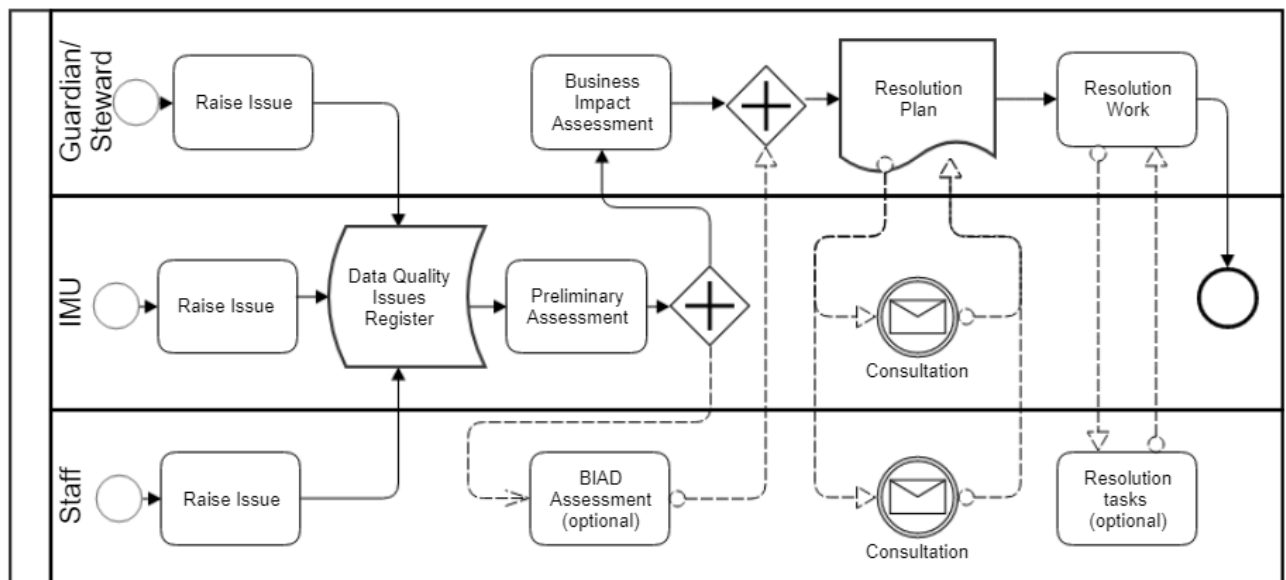 Guardian/
Steward
Raise Issue
Business
Impact
Assessment
Resolution
Plan
Resolution
Work
IMU
Raise Issue
Data Quality
Issues
Register
Preliminary
Assessment
Consultation
Staff
Raise Issue
BIAD
Assessment
(optional)
Consultation
Resolution
tasks
(optional)